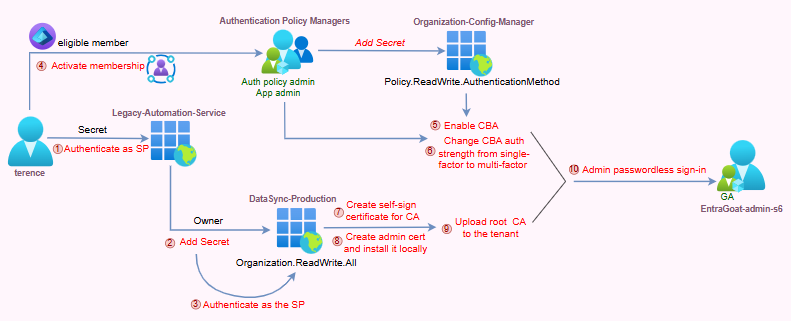 Authentication Policy Managers
Organization-Config-Manager
eligible member
Add Secret
④ Activate membership
Auth policy admin
App admin
Policy.ReadWrite.AuthenticationMethod
Legacy-Automation-Service
Secret
① Authenticate as SP
terence
⑤ Enable CBA
⑥ Change CBA auth
strength from single-
factor to multi-factor
⑩ Admin passwordless sign-in
GA
EntraGoat-admin-s6
DataSync-Production
Owner
② Add Secret
⑦ Create self-sign
certificate for CA
⑧ Create admin cert
and install it locally
⑨ Upload root CA
to the tenant
Organization.ReadWrite.All
③ Authenticate as the SP